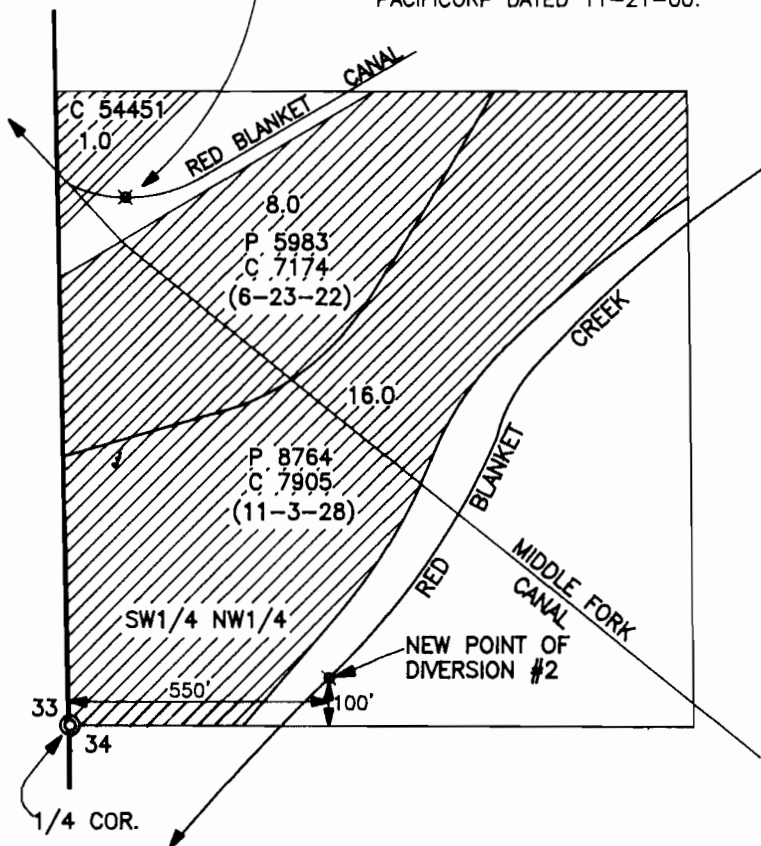 PACIFICORP DATED 11-21-00.
CANAL
RED BLANKET
C 54451
1.0
8.0
P 5983
C 7174
(6-23-22)
CREEK
16.0
P 8764
C 7905
(11-3-28)
BLANKET
RED
MIDDLE FORK
CANAL
SW1/4 NW1/4
NEW POINT OF
DIVERSION #2
550'
100'
33
34
1/4 COR.